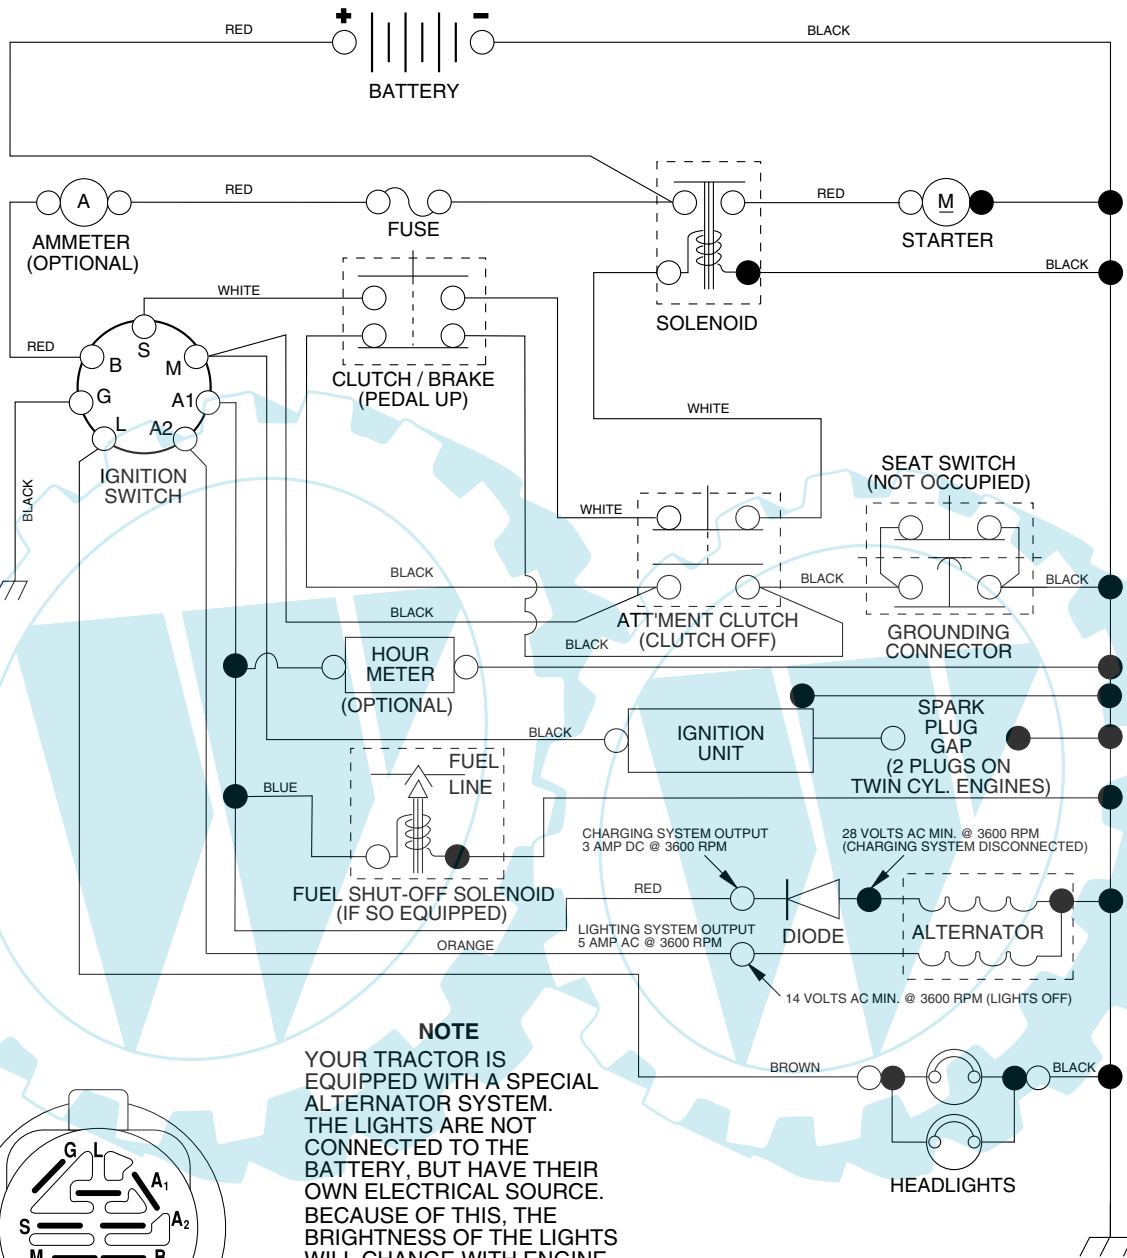 + −
RED
BLACK
BATTERY
A
RED
FUSE
RED
M
STARTER
AMMETER
(OPTIONAL)
BLACK
SOLENOID
WHITE
RED
S
B
M
G
A1
L
A2
IGNITION
SWITCH
BLACK
CLUTCH / BRAKE
(PEDAL UP)
WHITE
SEAT SWITCH
(NOT OCCUPIED)
WHITE
BLACK
BLACK
BLACK
BLACK
ATT'MENT CLUTCH
(CLUTCH OFF)
GROUNDING
CONNECTOR
BLACK
HOUR
METER
(OPTIONAL)
BLACK
IGNITION
UNIT
SPARK
PLUG
GAP
(2 PLUGS ON
TWIN CYL. ENGINES)
FUEL
LINE
BLUE
FUEL SHUT-OFF SOLENOID
(IF SO EQUIPPED)
CHARGING SYSTEM OUTPUT
3 AMP DC @ 3600 RPM
28 VOLTS AC MIN. @ 3600 RPM
(CHARGING SYSTEM DISCONNECTED)
RED
DIODE
ALTERNATOR
LIGHTING SYSTEM OUTPUT
5 AMP AC @ 3600 RPM
ORANGE
14 VOLTS AC MIN. @ 3600 RPM (LIGHTS OFF)
BROWN
BLACK
HEADLIGHTS
NOTE
YOUR TRACTOR IS
EQUIPPED WITH A SPECIAL
ALTERNATOR SYSTEM.
THE LIGHTS ARE NOT
CONNECTED TO THE
BATTERY, BUT HAVE THEIR
OWN ELECTRICAL SOURCE.
BECAUSE OF THIS, THE
BRIGHTNESS OF THE LIGHTS
WILL CHANGE WITH ENGINE
G L
A1
A2
S
M B